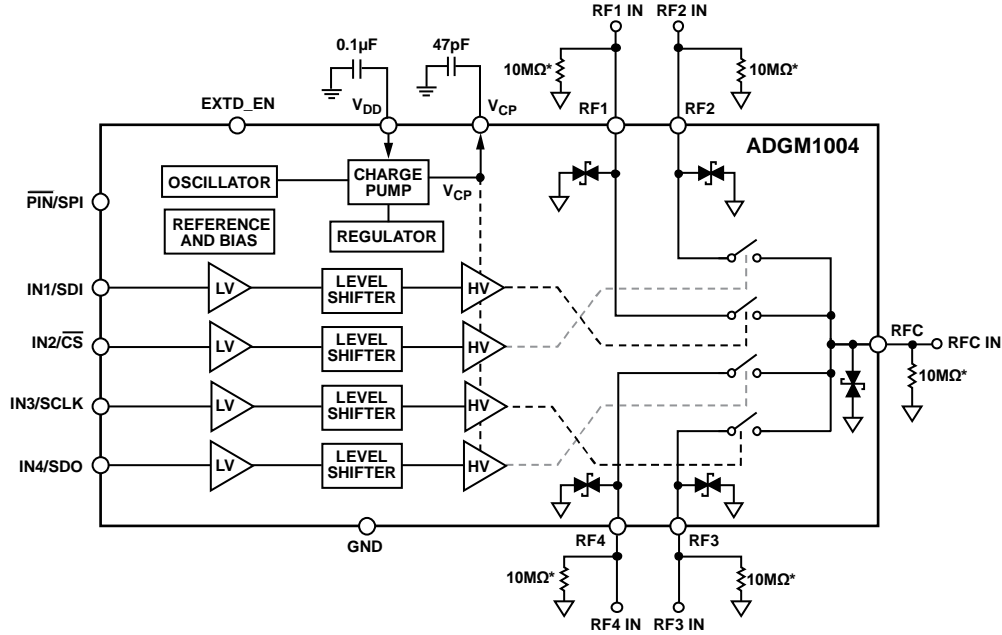 RF1 IN RF2 IN
0.1µF 47pF
10MΩ* 10MΩ*
EXTD_EN VDD VCP RF1 RF2
ADGM1004
OSCILLATOR CHARGE PUMP VCP
PIN/SPI
REFERENCE AND BIAS REGULATOR
IN1/SDI LV LEVEL SHIFTER HV
IN2/CS LV LEVEL SHIFTER HV
RFC RFC IN
10MΩ*
IN3/SCLK LV LEVEL SHIFTER HV
IN4/SDO LV LEVEL SHIFTER HV
GND RF4 RF3
10MΩ* 10MΩ*
RF4 IN RF3 IN